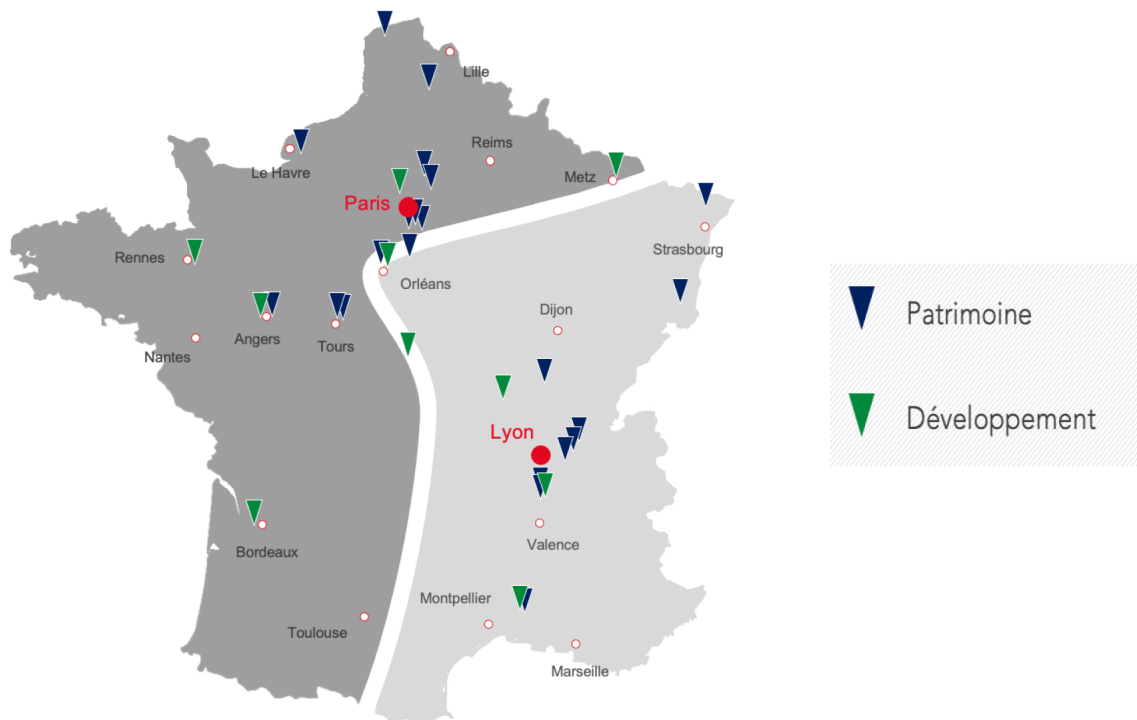 Lille
Reims
Le Havre
Metz
Paris
Strasbourg
Rennes
Orléans
Patrimoine
Dijon
Angers
Tours
Nantes
Développement
Lyon
Valence
Bordeaux
Montpellier
Toulouse
Marseille